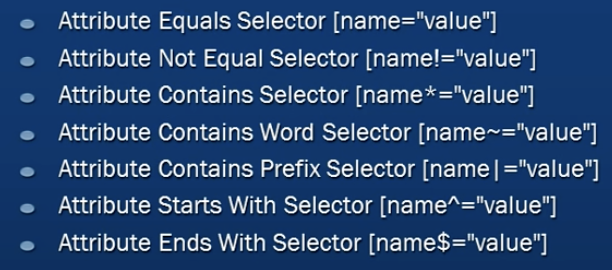 Attribute Equals Selector [name="value"]
Attribute Not Equal Selector [name!="value"]
Attribute Contains Selector [name*="value"]
Attribute Contains Word Selector [name~="value"]
Attribute Contains Prefix Selector [name|="value"]
Attribute Starts With Selector [name^="value"]
Attribute Ends With Selector [name$="value"]